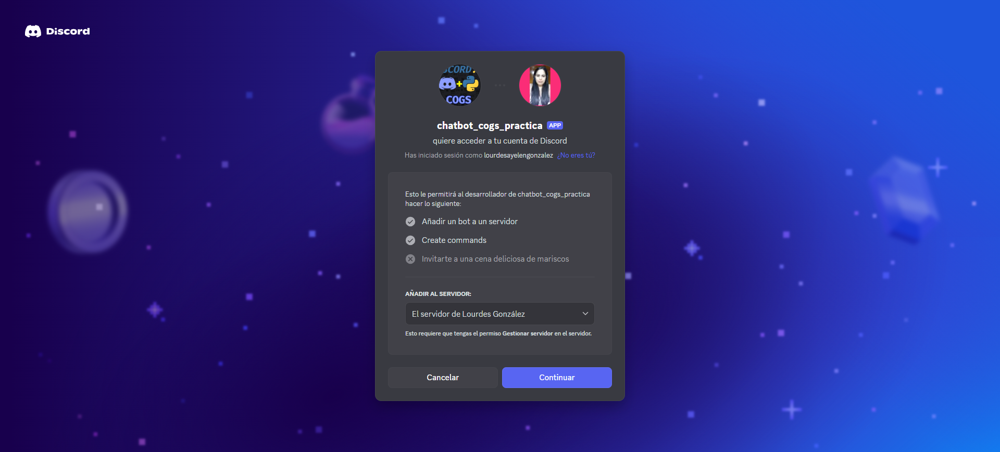 Discord
SCORD.
+
COGS
chatbot_cogs_practica APP
quiere acceder a tu cuenta de Discord
Has iniciado sesión como lourdesayelengonzalez ¿No eres tú?
Esto le permitirá al desarrollador de chatbot_cogs_practica
hacer lo siguiente:
Añadir un bot a un servidor
Create commands
Invitarte a una cena deliciosa de mariscos
AÑADIR AL SERVIDOR:
El servidor de Lourdes González
Esto requiere que tengas el permiso Gestionar servidor en el servidor.
Cancelar
Continuar